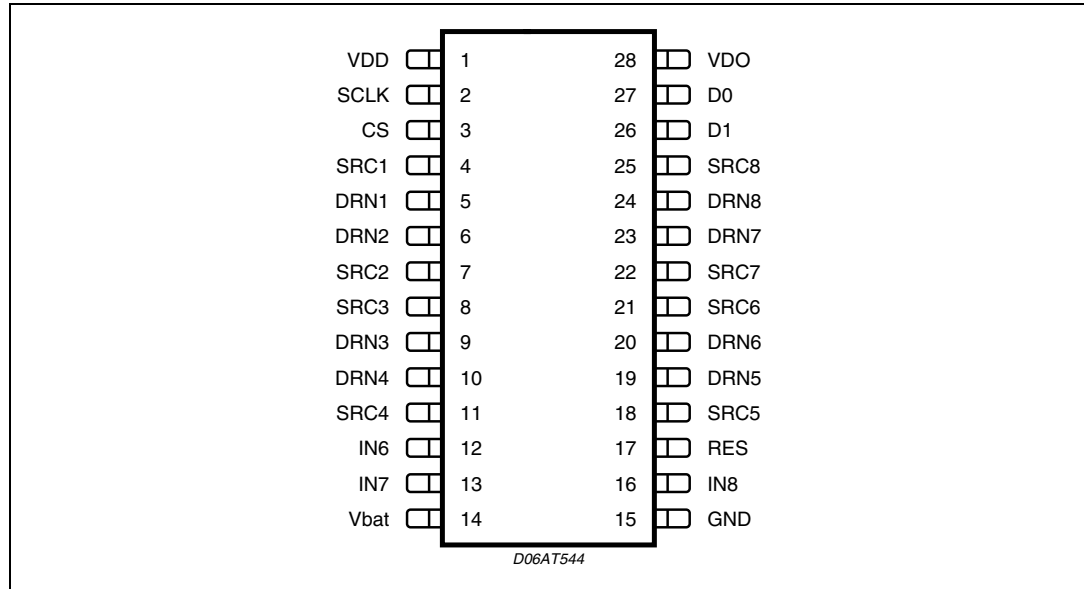 VDD 1 28 VDO
SCLK 2 27 D0
CS 3 26 D1
SRC1 4 25 SRC8
DRN1 5 24 DRN8
DRN2 6 23 DRN7
SRC2 7 22 SRC7
SRC3 8 21 SRC6
DRN3 9 20 DRN6
DRN4 10 19 DRN5
SRC4 11 18 SRC5
IN6 12 17 RES
IN7 13 16 IN8
Vbat 14 15 GND
D06AT544